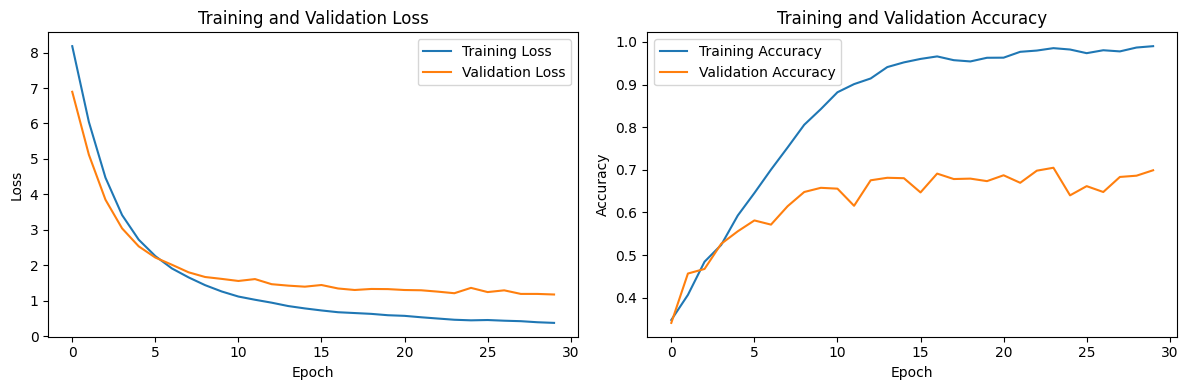 Training and Validation Loss
Training Loss
Validation Loss
Loss
8
7
6
5
4
3
2
1
0
0 5 10 15 20 25 30
Epoch
Training and Validation Accuracy
Training Accuracy
Validation Accuracy
Accuracy
1.0
0.9
0.8
0.7
0.6
0.5
0.4
0 5 10 15 20 25 30
Epoch